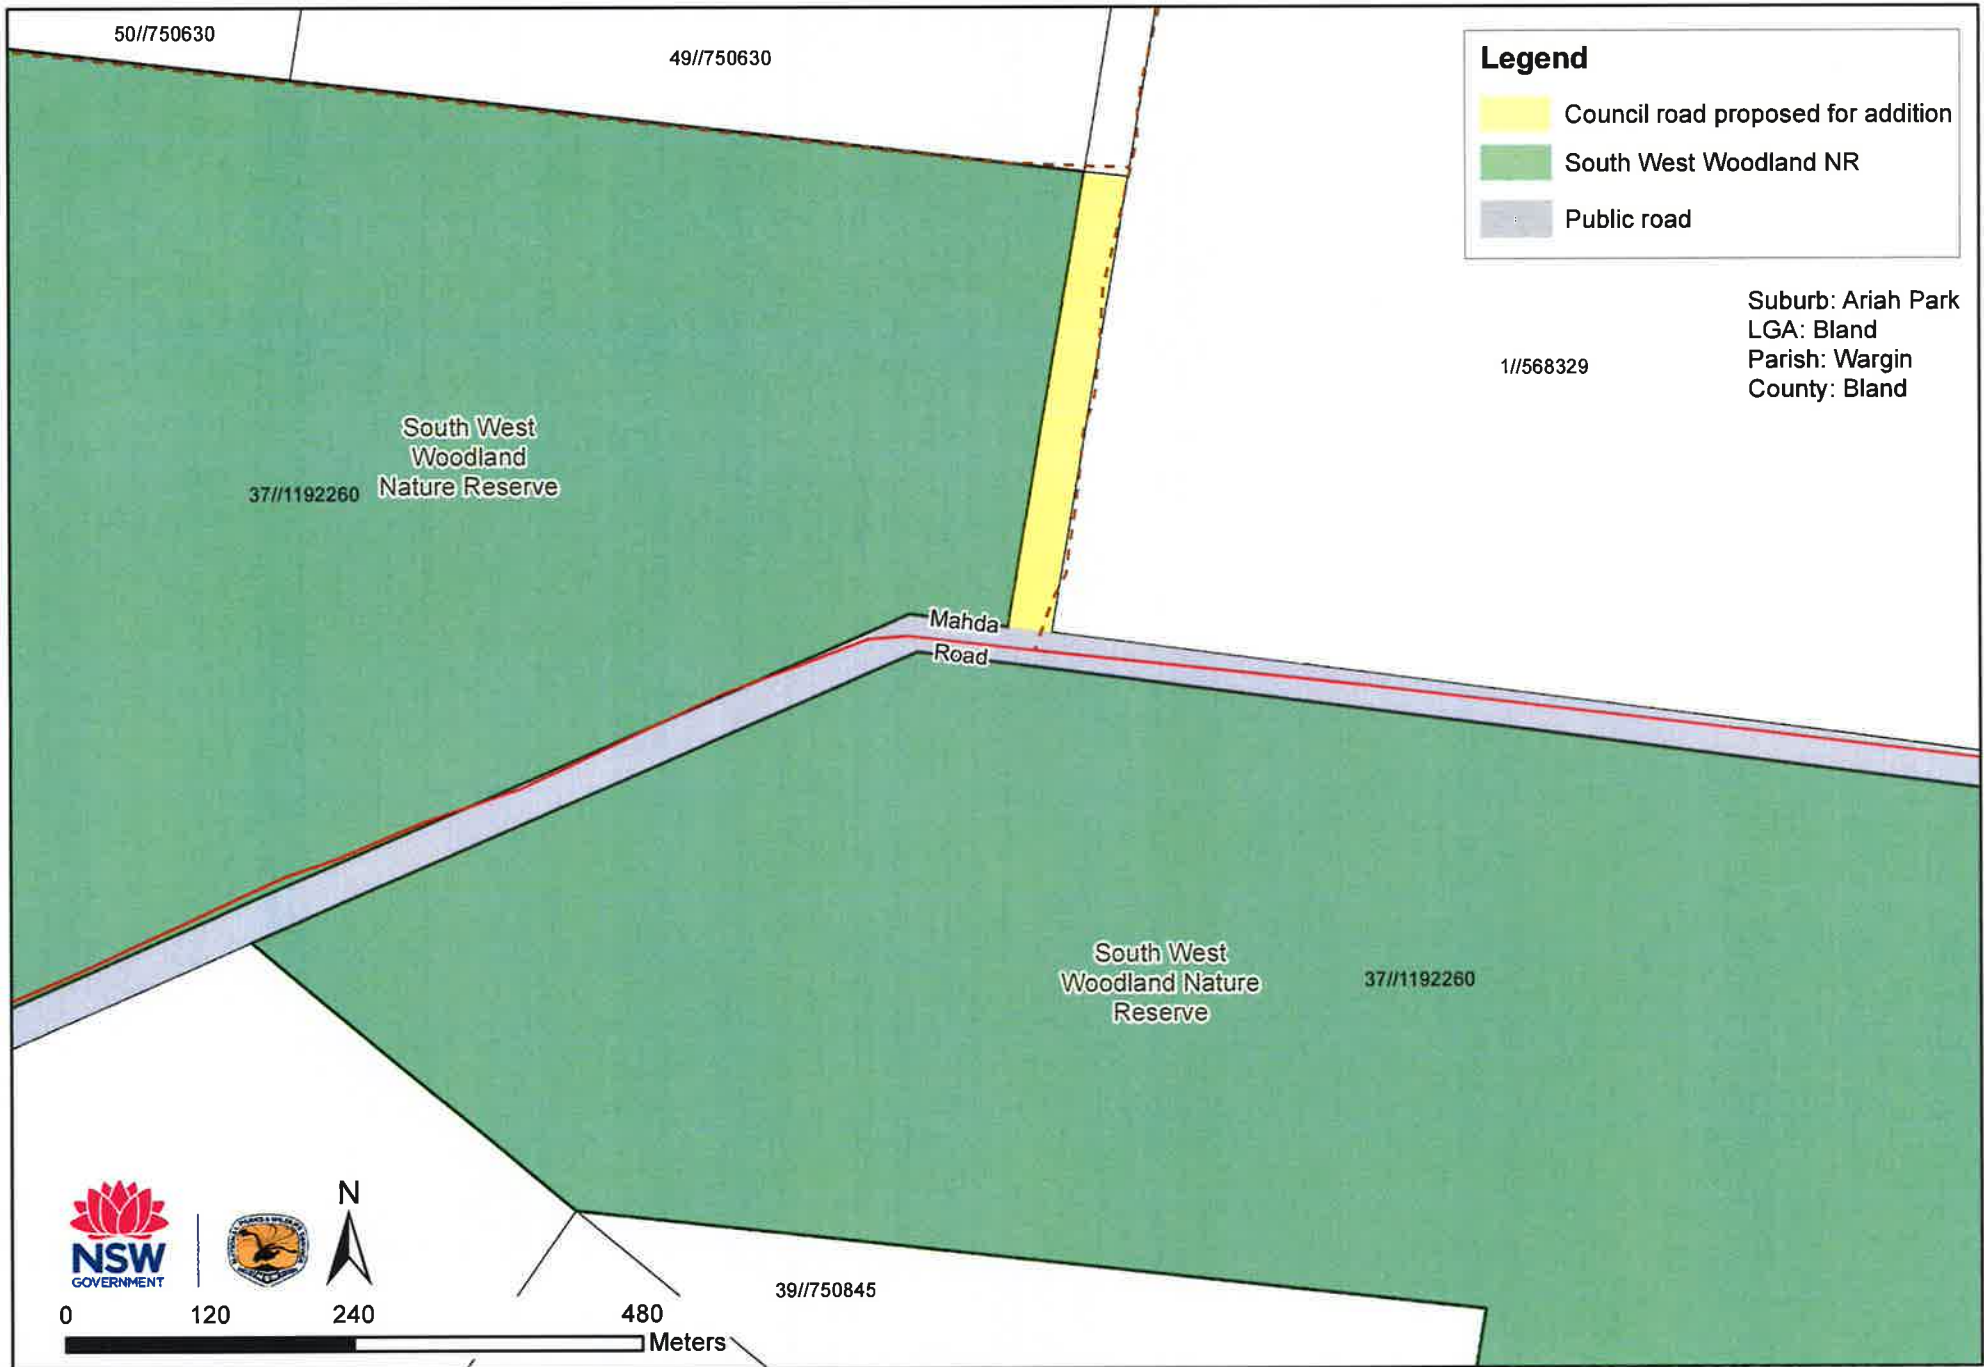 50//750630
49//750630
Legend
Council road proposed for addition
South West Woodland NR
Public road
Suburb: Ariah Park
LGA: Bland
Parish: Wargin
County: Bland
1//568329
South West
Woodland
Nature Reserve
37//1192260
Mahda
Road
South West
Woodland Nature
Reserve
37//1192260
39//750845
NSW
GOVERNMENT
N
0 120 240 480
Meters